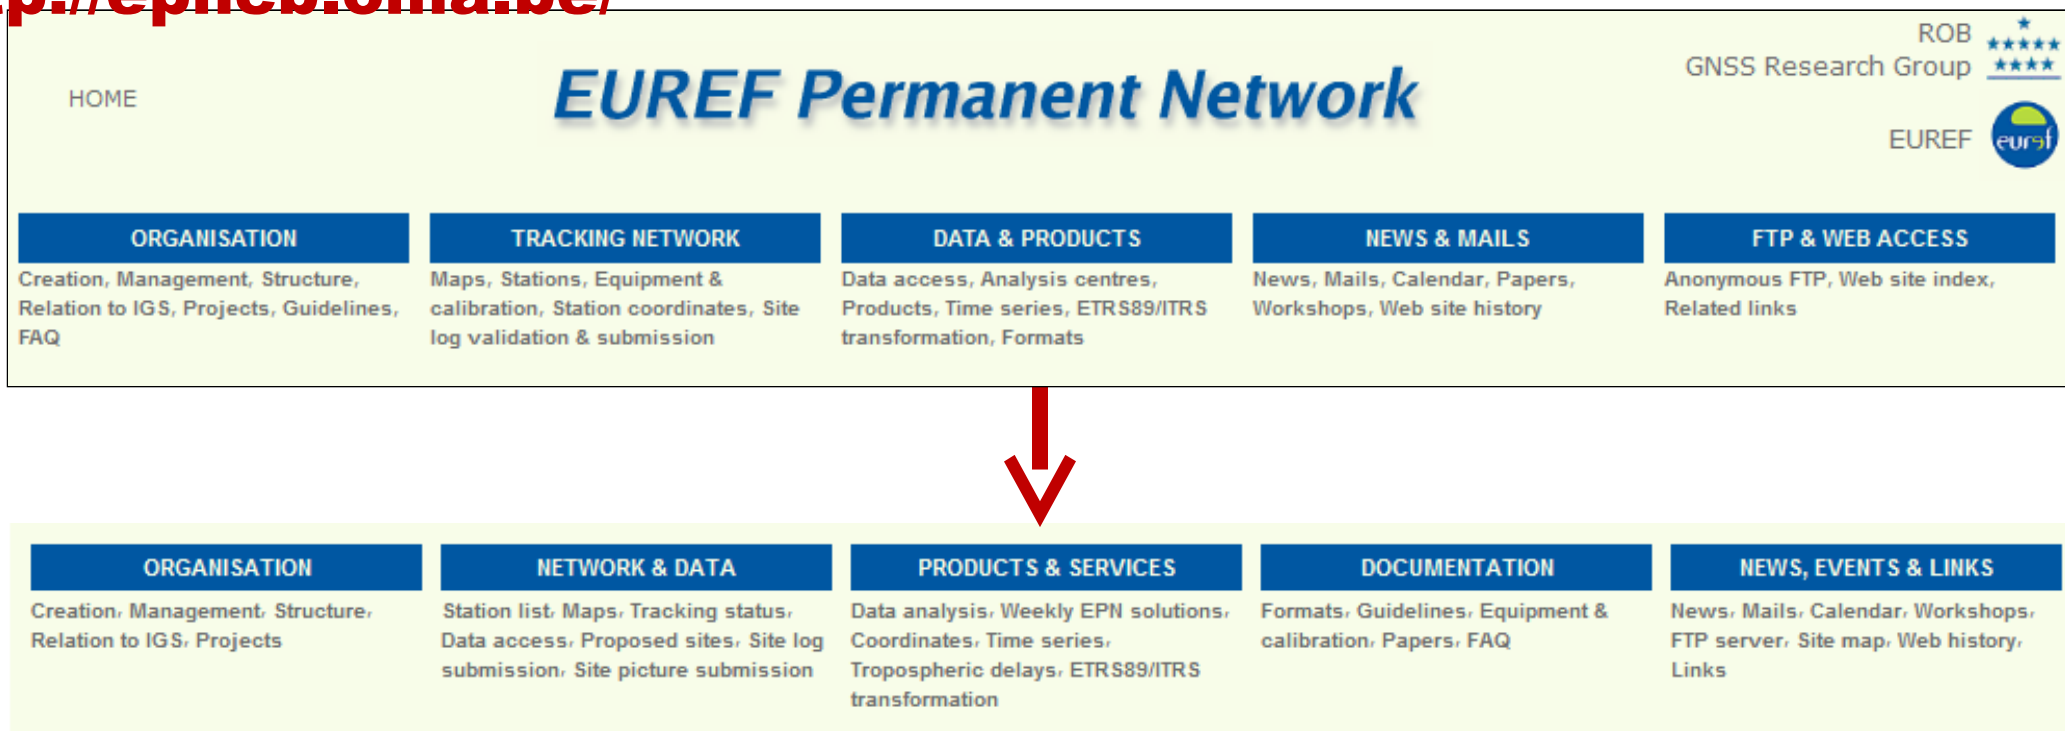 tp://epncb.oma.be/
ROB
GNSS Research Group
HOME
EUREF Permanent Network
EUREF
euref
ORGANISATION
Creation, Management, Structure,
Relation to IGS, Projects, Guidelines,
FAQ
TRACKING NETWORK
Maps, Stations, Equipment &
calibration, Station coordinates, Site
log validation & submission
DATA & PRODUCTS
Data access, Analysis centres,
Products, Time series, ETRS89/ITRS
transformation, Formats
NEWS & MAILS
News, Mails, Calendar, Papers,
Workshops, Web site history
FTP & WEB ACCESS
Anonymous FTP, Web site index,
Related links
ORGANISATION
Creation, Management, Structure,
Relation to IGS, Projects
NETWORK & DATA
Station list, Maps, Tracking status,
Data access, Proposed sites, Site log
submission, Site picture submission
PRODUCTS & SERVICES
Data analysis, Weekly EPN solutions,
Coordinates, Time series,
Tropospheric delays, ETRS89/ITRS
transformation
DOCUMENTATION
Formats, Guidelines, Equipment &
calibration, Papers, FAQ
NEWS, EVENTS & LINKS
News, Mails, Calendar, Workshops,
FTP server, Site map, Web history,
Links